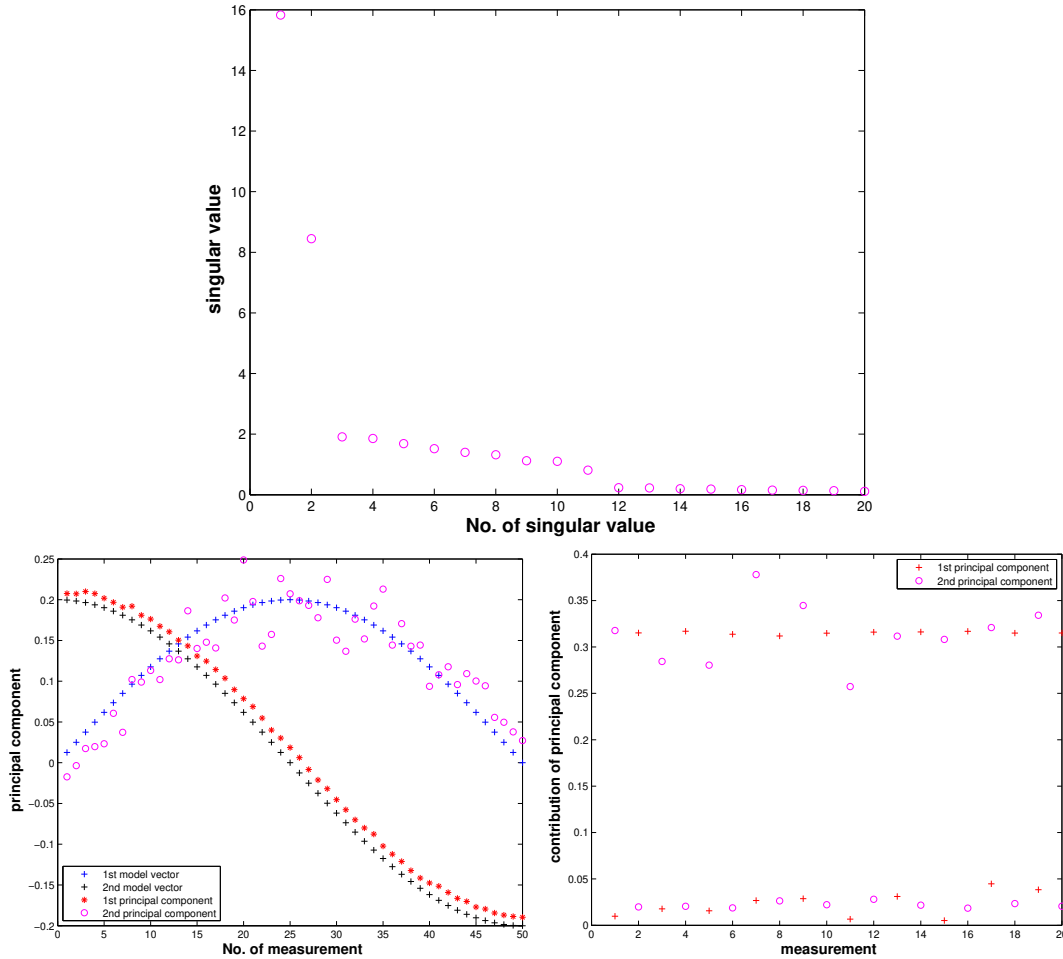 16
14
12
10
8
6
4
2
0
singular value
0 2 4 6 8 10 12 14 16 18 20
No. of singular value
0.25
0.2
0.15
0.1
0.05
0
−0.05
−0.1
−0.15
−0.2
principal component
1st model vector
2nd model vector
1st principal component
2nd principal component
0 5 10 15 20 25 30 35 40 45 50
No. of measurement
0.4
0.35
0.3
0.25
0.2
0.15
0.1
0.05
0
contribution of principal component
1st principal component
2nd principal component
0 2 4 6 8 10 12 14 16 18 20
measurement